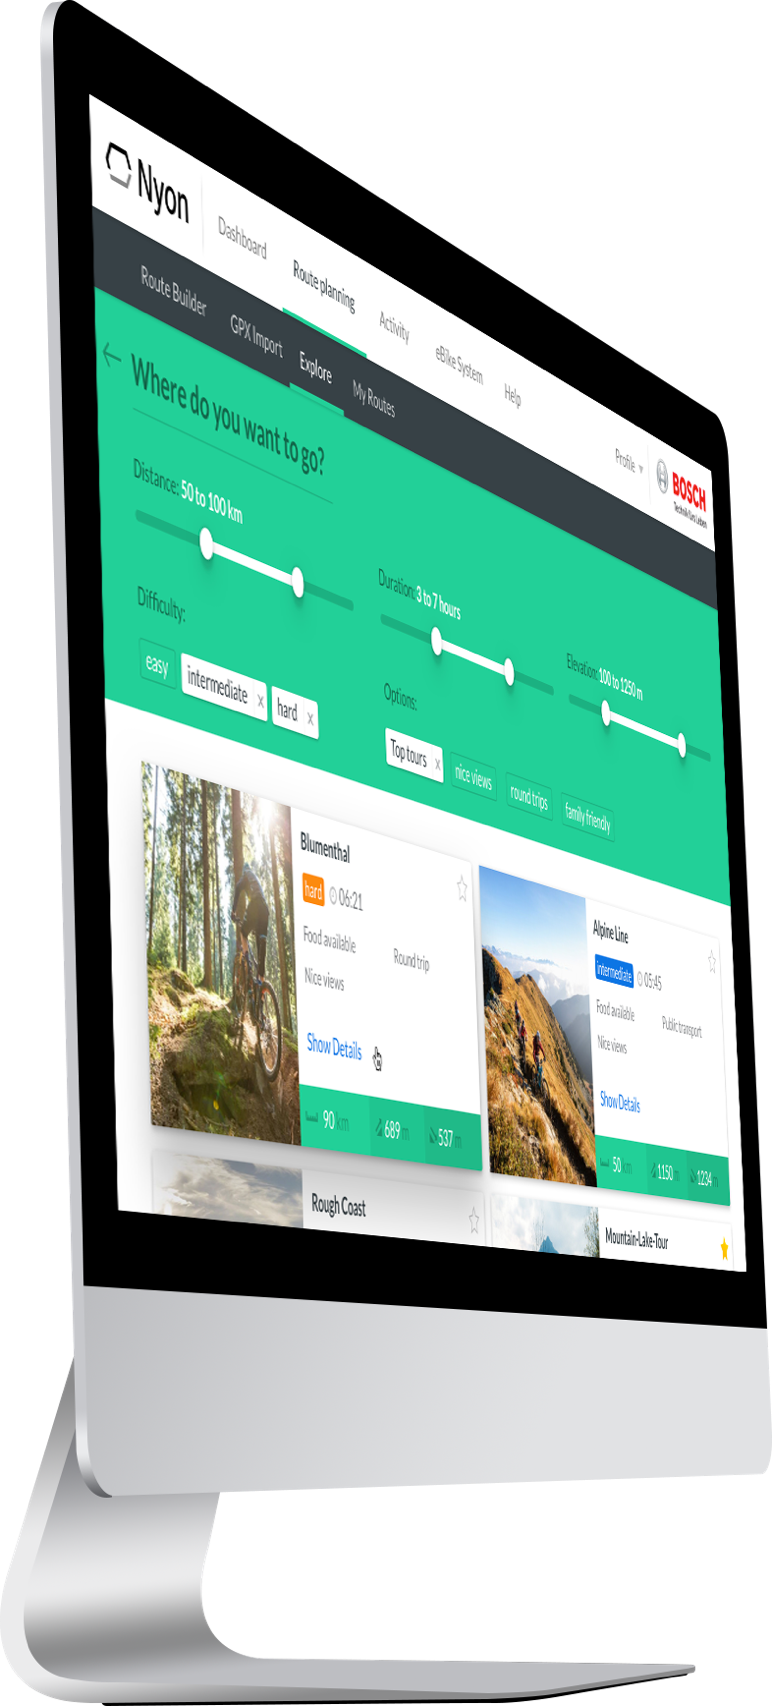 Nyon
Dashboard
Route planning
Activity
eBike System
Help
Profile
BOSCH
Technik fürs Leben
Route Builder
GPX Import
Explore
My Routes
Where do you want to go?
Distance: 50 to 100 km
Duration: 3 to 7 hours
Elevation: 100 to 1250 m
Difficulty:
easy
intermediate x
hard x
Options:
Top tours x
nice views
round trips
family friendly
Blumenthal
hard 06:21
Food available
Round trip
Nice views
Show Details
90 km
689 m
537 m
Alpine Line
intermediate 05:45
Food available
Public transport
Nice views
Show Details
50 km
1150 m
1234 m
Rough Coast
Mountain-Lake-Tour